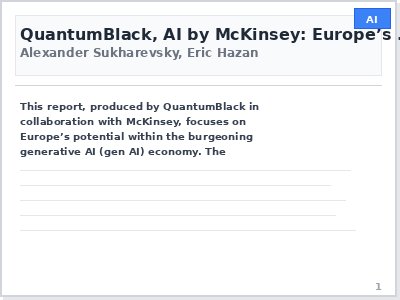 AI
QuantumBlack, AI by McKinsey: Europe’s .
Alexander Sukharevsky, Eric Hazan
This report, produced by QuantumBlack in
collaboration with McKinsey, focuses on
Europe’s potential within the burgeoning
generative AI (gen AI) economy. The
1